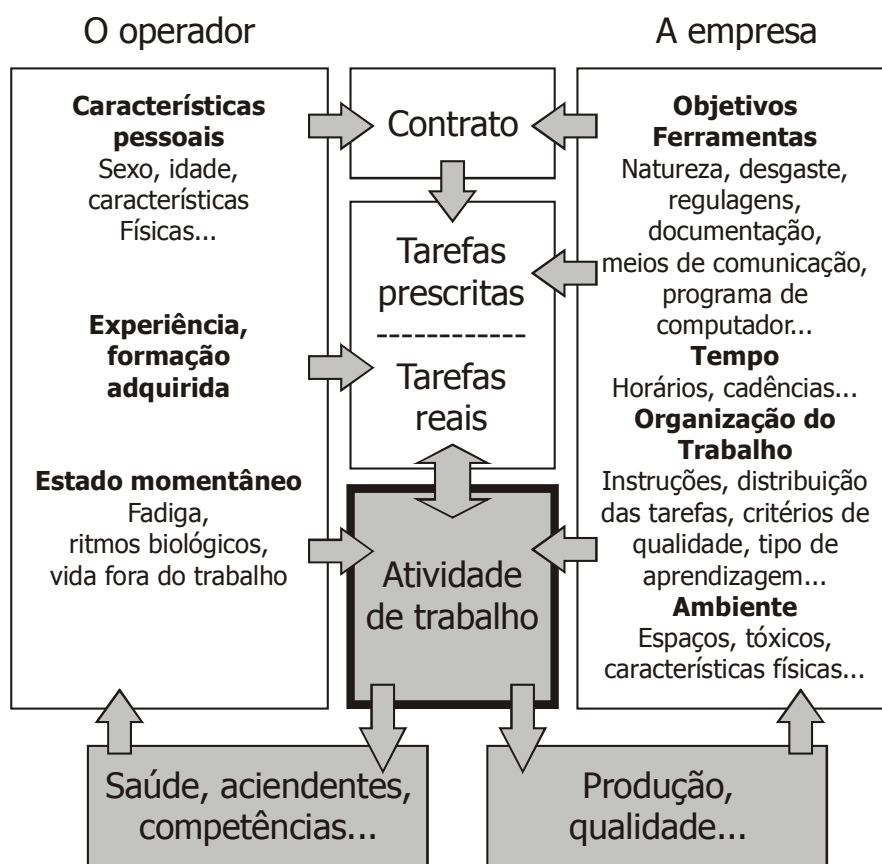 O operador
A empresa
Características
pessoais
Sexo, idade,
características
Físicas...
Experiência,
formação
adquirida
Estado momentâneo
Fadiga,
ritmos biológicos,
vida fora do trabalho
Contrato
Tarefas
prescritas
------------
Tarefas
reais
Atividade
de trabalho
Objetivos
Ferramentas
Natureza, desgaste,
regulagens,
documentação,
meios de comunicação,
programa de
computador...
Tempo
Horários, cadências...
Organização do
Trabalho
Instruções, distribuição
das tarefas, critérios de
qualidade, tipo de
aprendizagem...
Ambiente
Espaços, tóxicos,
características físicas...
Saúde, aciendentes,
competências...
Produção,
qualidade...